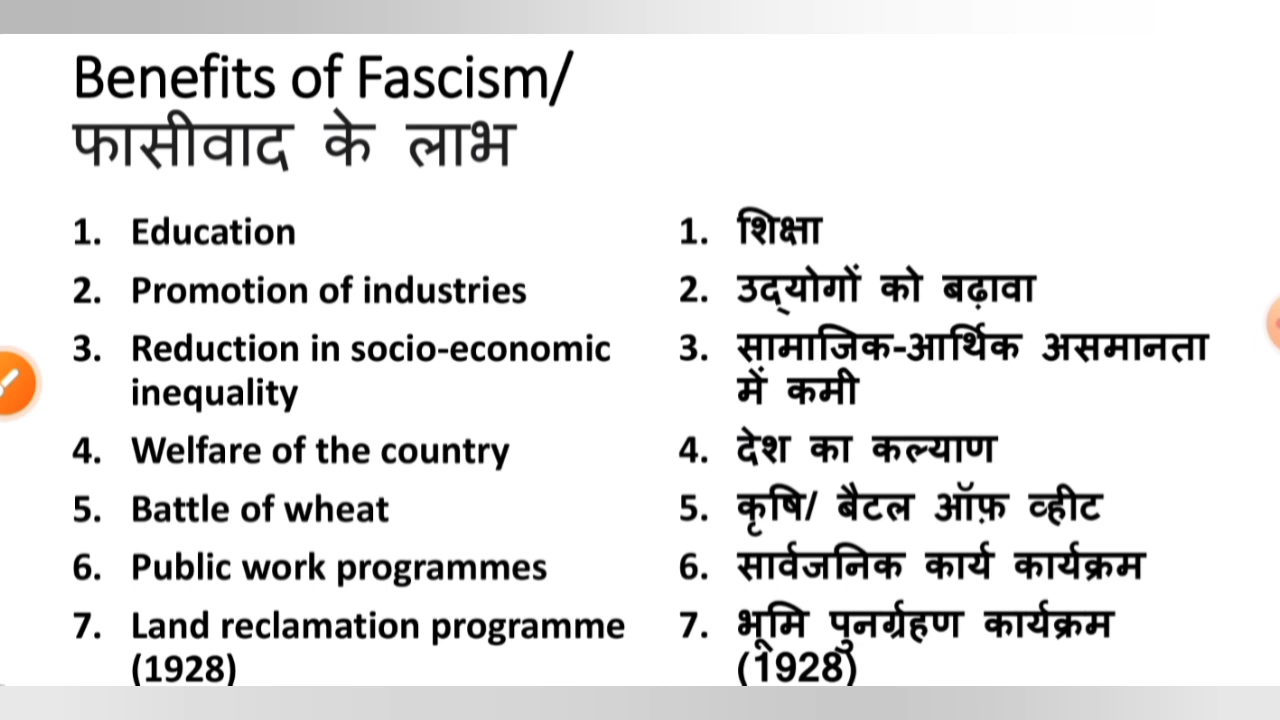 Benefits of Fascism/
फासीवाद के लाभ
1. Education
2. Promotion of industries
3. Reduction in socio-economic
inequality
4. Welfare of the country
5. Battle of wheat
6. Public work programmes
7. Land reclamation programme
(1928)
1. शिक्षा
2. उद्योगों को बढ़ावा
3. सामाजिक-आर्थिक असमानता
में कमी
4. देश का कल्याण
5. कृषि/ बैटल ऑफ़ व्हीट
6. सार्वजनिक कार्य कार्यक्रम
7. भूमि पुनर्ग्रहण कार्यक्रम
(1928)